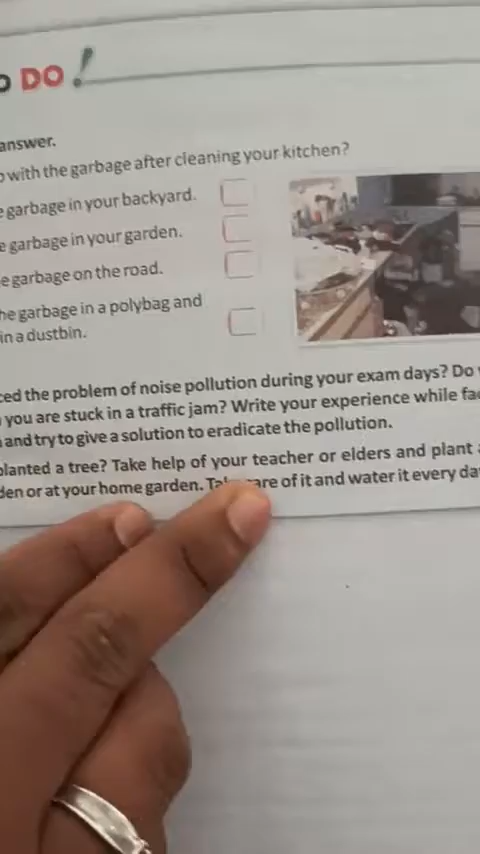 DO!
answer.
with the garbage after cleaning your kitchen?
garbage in your backyard.
garbage in your garden.
garbage on the road.
he garbage in a polybag and
in a dustbin.
ced the problem of noise pollution during your exam days? Do
you are stuck in a traffic jam? Write your experience while fac
and try to give a solution to eradicate the pollution.
planted a tree? Take help of your teacher or elders and plant
den or at your home garden. are of it and water it every da